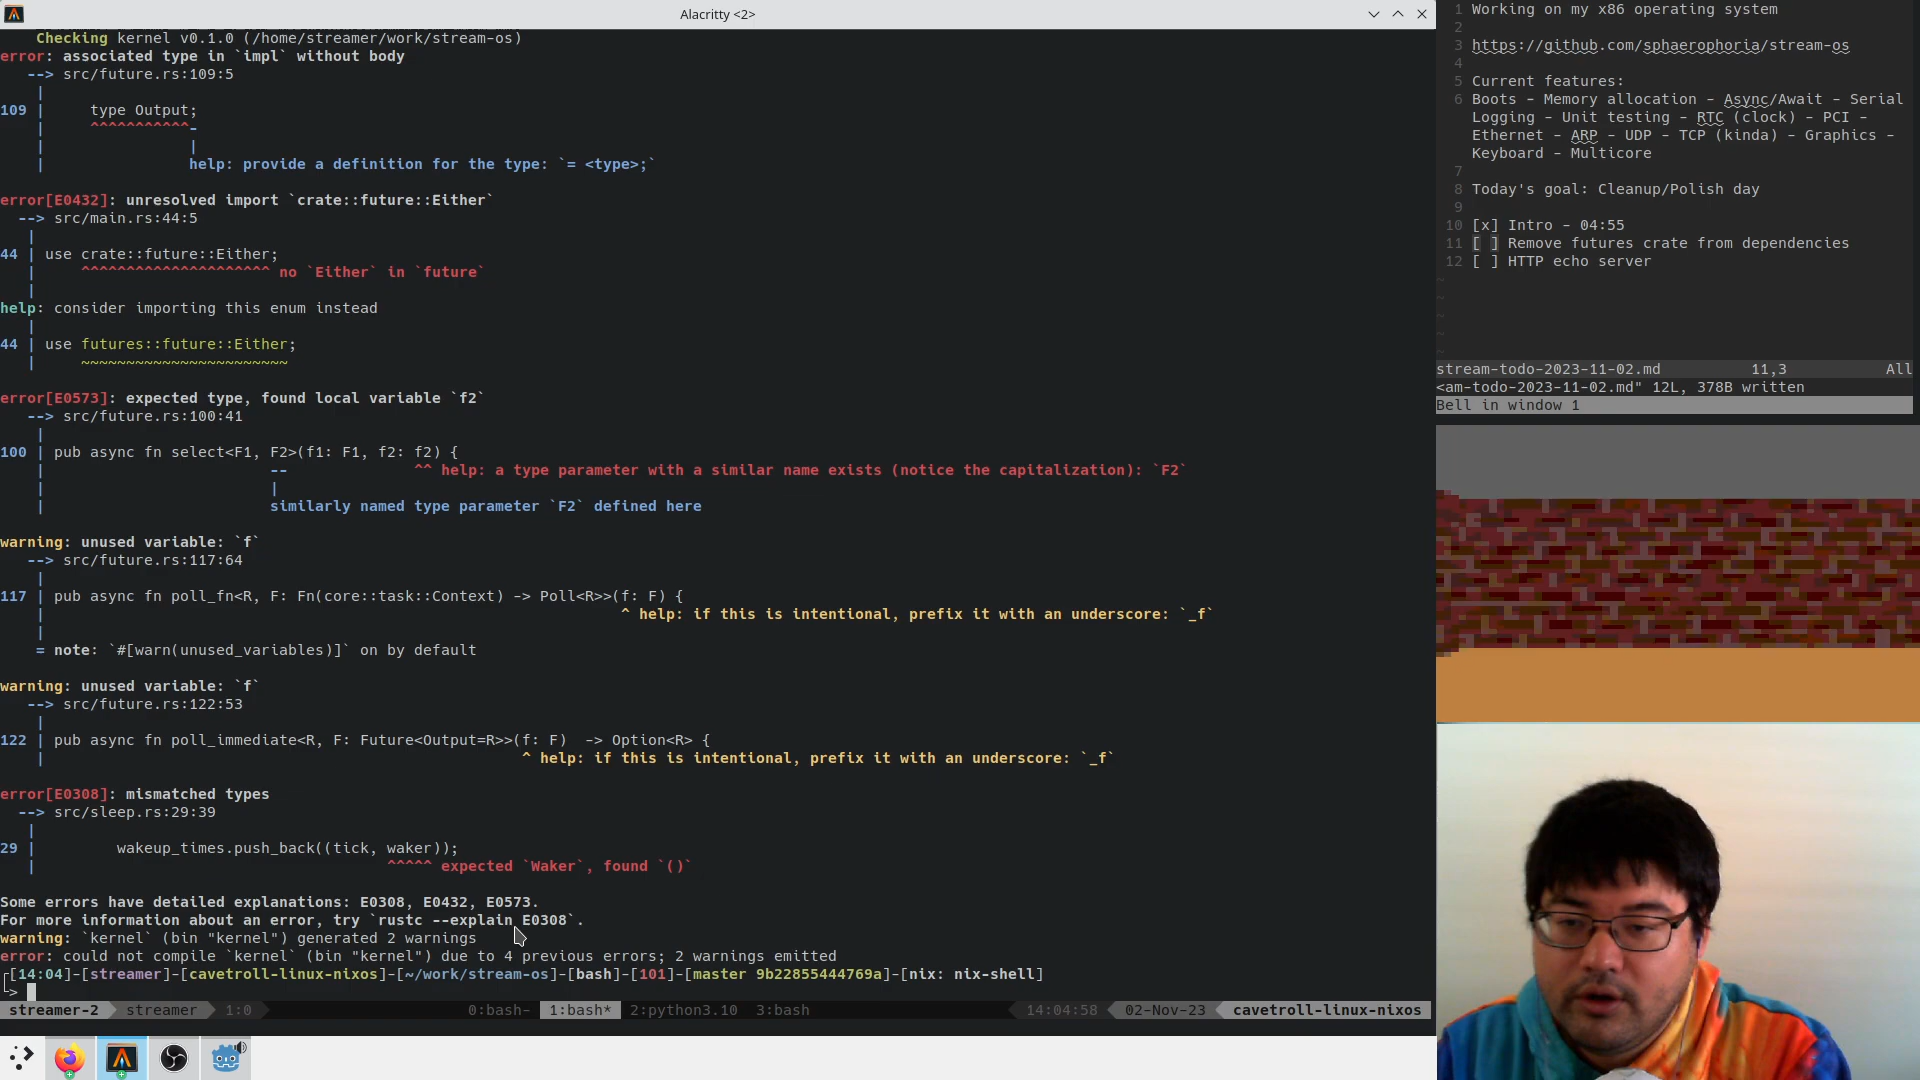 Alacritty <2>
Checking kernel v0.1.0 (/home/streamer/work/stream-os)
error: associated type in `impl` without body
--> src/future.rs:109:5
|
109 |     type Output;
|     ^^^^^^^^^^^-
|                |
|                help: provide a definition for the type: `= <type>;`
error[E0432]: unresolved import `crate::future::Either`
--> src/main.rs:44:5
|
44 | use crate::future::Either;
|     ^^^^^^^^^^^^^^^^^^^^^ no `Either` in `future`
|
help: consider importing this enum instead
|
44 | use futures::future::Either;
|     ~~~~~~~~~~~~~~~~~~~~~~~
error[E0573]: expected type, found local variable `f2`
--> src/future.rs:100:41
|
100 | pub async fn select<F1, F2>(f1: F1, f2: f2) {
|                         --              ^^ help: a type parameter with a similar name exists (notice the capitalization): `F2`
|                         |
|                         similarly named type parameter `F2` defined here
warning: unused variable: `f`
--> src/future.rs:117:64
|
117 | pub async fn poll_fn<R, F: Fn(core::task::Context) -> Poll<R>>(f: F) {
|                                                                ^ help: if this is intentional, prefix it with an underscore: `_f`
|
= note: `#[warn(unused_variables)]` on by default
warning: unused variable: `f`
--> src/future.rs:122:53
|
122 | pub async fn poll_immediate<R, F: Future<Output=R>>(f: F)  -> Option<R> {
|                                                     ^ help: if this is intentional, prefix it with an underscore: `_f`
error[E0308]: mismatched types
--> src/sleep.rs:29:39
|
29 |         wakeup_times.push_back((tick, waker));
|                                       ^^^^^ expected `Waker`, found `()`
Some errors have detailed explanations: E0308, E0432, E0573.
For more information about an error, try `rustc --explain E0308`.
warning: `kernel` (bin "kernel") generated 2 warnings
error: could not compile `kernel` (bin "kernel") due to 4 previous errors; 2 warnings emitted
[14:04]-[streamer]-[cavetroll-linux-nixos]-[~/work/stream-os]-[bash]-[101]-[master 9b22855444769a]-[nix: nix-shell]
>
streamer-2 streamer 1:0 0:bash- 1:bash* 2:python3.10 3:bash 14:04:58 02-Nov-23 cavetroll-linux-nixos
1 Working on my x86 operating system
2
3 https://github.com/sphaerophoria/stream-os
4
5 Current features:
6 Boots - Memory allocation - Async/Await - Serial
Logging - Unit testing - RTC (clock) - PCI -
Ethernet - ARP - UDP - TCP (kinda) - Graphics -
Keyboard - Multicore
7
8 Today's goal: Cleanup/Polish day
9
10 [x] Intro - 04:55
11 [ ] Remove futures crate from dependencies
12 [ ] HTTP echo server
~
~
~
~
~
stream-todo-2023-11-02.md 11,3 All
<am-todo-2023-11-02.md" 12L, 378B written
Bell in window 1